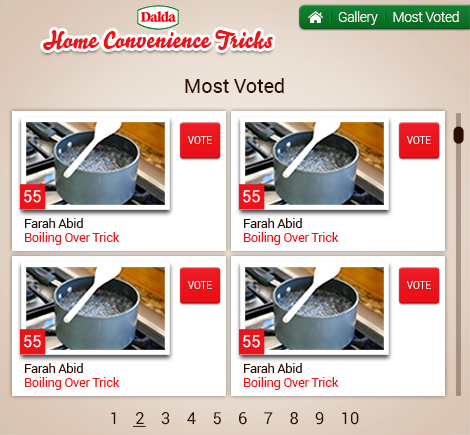 Dalda
Home Convenience Tricks
Gallery
Most Voted
Most Voted
VOTE
55
Farah Abid
Boiling Over Trick
VOTE
55
Farah Abid
Boiling Over Trick
VOTE
55
Farah Abid
Boiling Over Trick
VOTE
55
Farah Abid
Boiling Over Trick
1 2 3 4 5 6 7 8 9 10